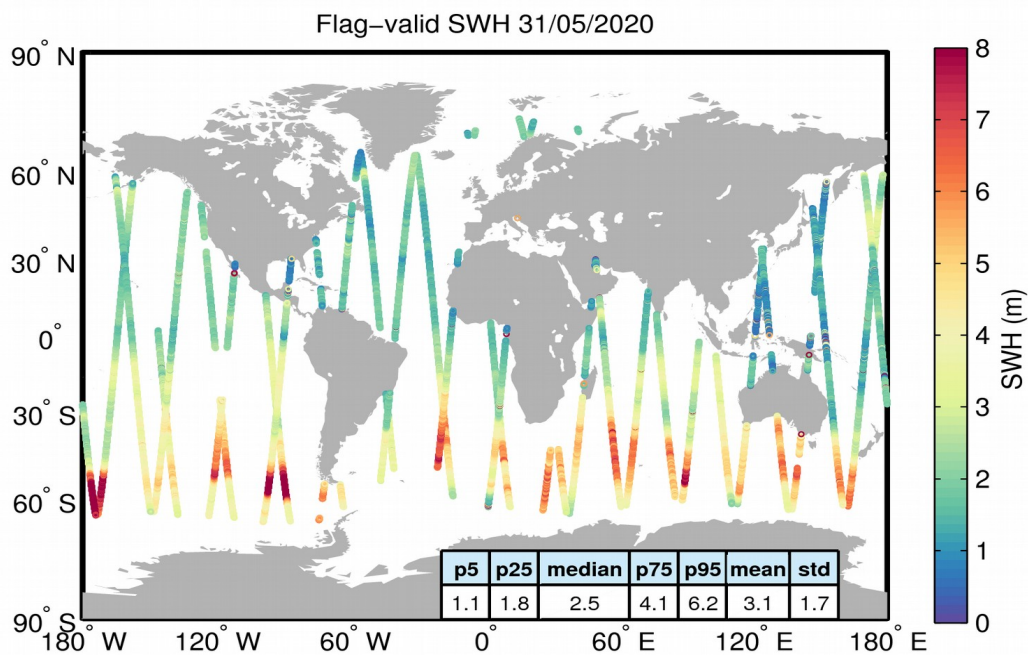 Flag−valid SWH 31/05/2020
90° N
60° N
30° N
0°
30° S
60° S
90° S
180° W
120° W
60° W
0°
60° E
120° E
180° E
8
7
6
5
4
3
2
1
0
SWH (m)
p5 p25 median p75 p95 mean std
1.1 1.8 2.5 4.1 6.2 3.1 1.7